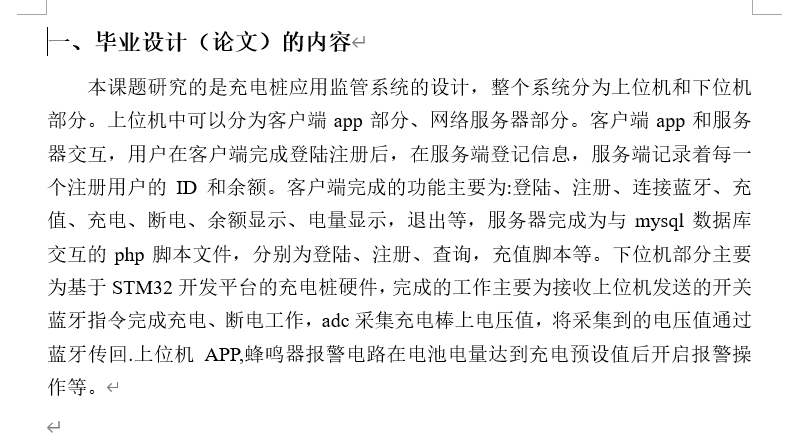 一、毕业设计（论文）的内容
本课题研究的是充电桩应用监管系统的设计，整个系统分为上位机和下位机
部分。上位机中可以分为客户端 app 部分、网络服务器部分。客户端 app 和服务
器交互，用户在客户端完成登陆注册后，在服务端登记信息，服务端记录着每一
个注册用户的 ID 和余额。客户端完成的功能主要为:登陆、注册、连接蓝牙、充
值、充电、断电、余额显示、电量显示，退出等，服务器完成为与 mysql 数据库
交互的 php 脚本文件，分别为登陆、注册、查询，充值脚本等。下位机部分主要
为基于 STM32 开发平台的充电桩硬件，完成的工作主要为接收上位机发送的开关
蓝牙指令完成充电、断电工作，adc 采集充电棒上电压值，将采集到的电压值通过
蓝牙传回.上位机 APP,蜂鸣器报警电路在电池电量达到充电预设值后开启报警操
作等。